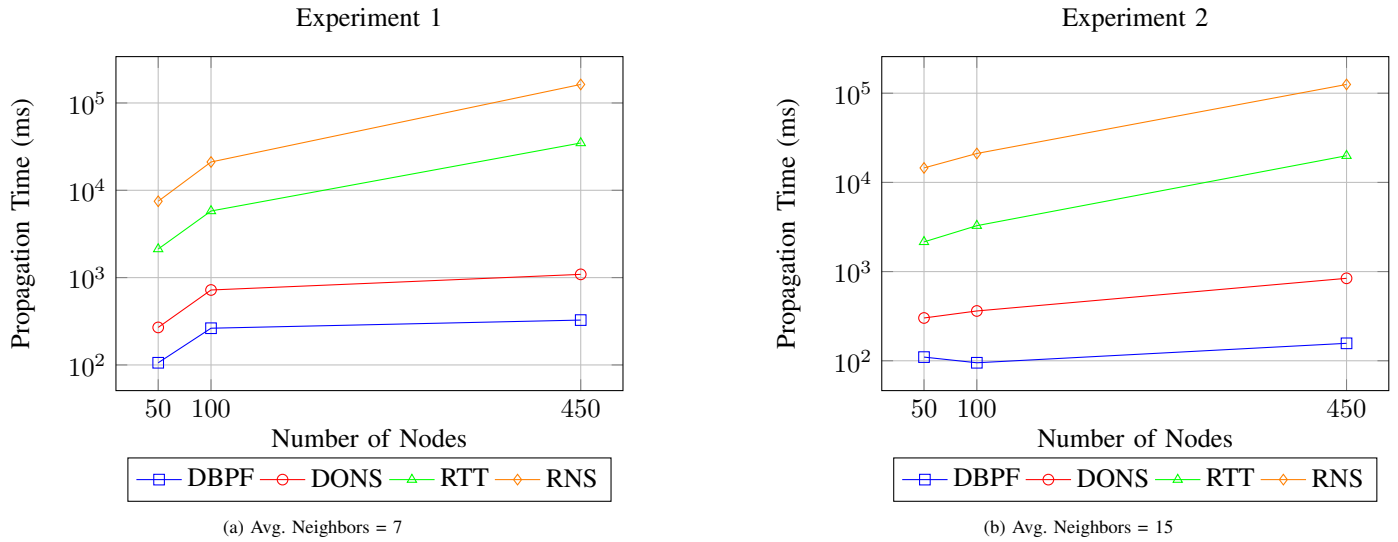 Experiment 1
Propagation Time (ms)
10^5
10^4
10^3
10^2
50 100 450
Number of Nodes
DBPF DONS RTT RNS
(a) Avg. Neighbors = 7
Experiment 2
Propagation Time (ms)
10^5
10^4
10^3
10^2
50 100 450
Number of Nodes
DBPF DONS RTT RNS
(b) Avg. Neighbors = 15